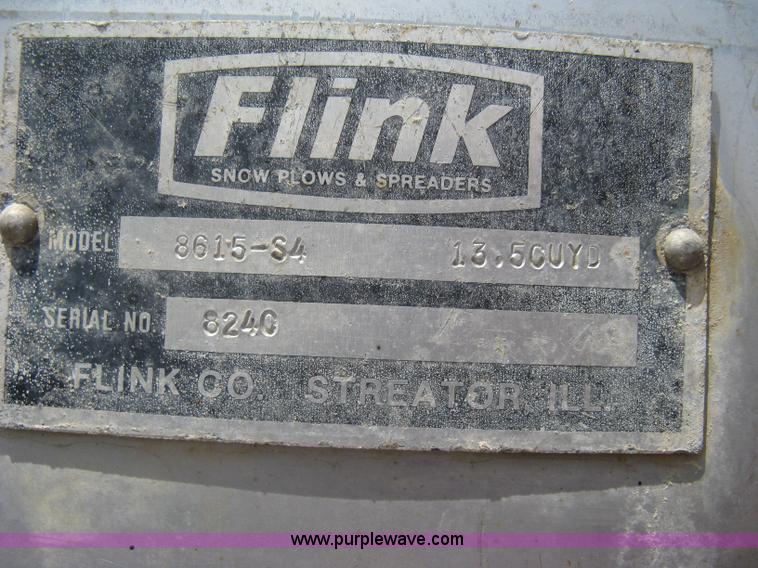 Flink
SNOW PLOWS & SPREADERS
MODEL 8615-S4 13.5CUYD
SERIAL NO. 8240
FLINK CO. STREATOR, ILL.
www.purplewave.com